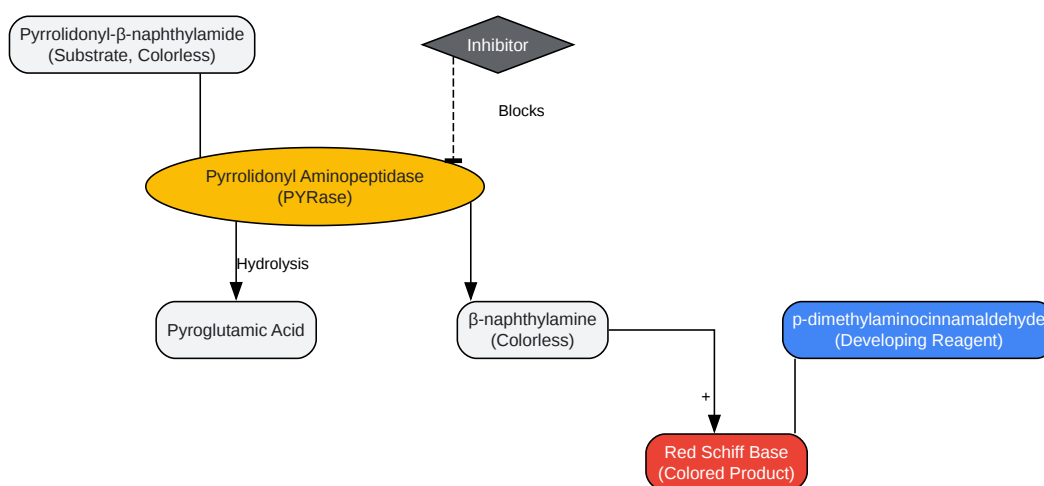 Pyrrolidonyl-β-naphthylamide
(Substrate, Colorless)
Inhibitor
Blocks
Pyrrolidonyl Aminopeptidase
(PYRase)
Hydrolysis
Pyroglutamic Acid
β-naphthylamine
(Colorless)
p-dimethylaminocinnamaldehyde
(Developing Reagent)
+
Red Schiff Base
(Colored Product)